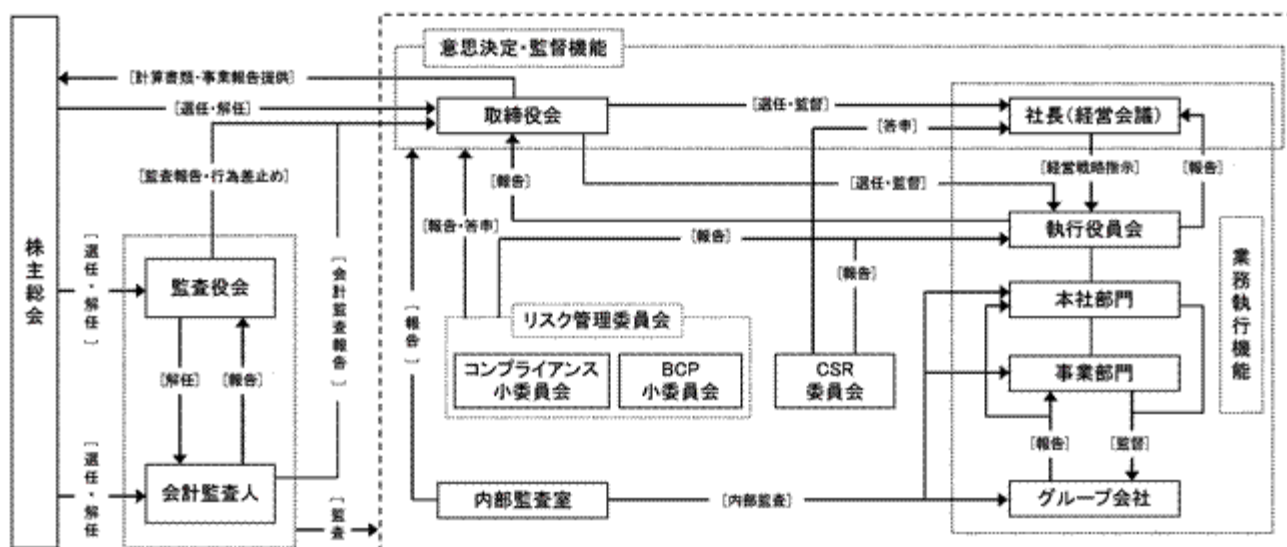 意思決定・監督機能
[計算書類・事業報告提供]
[選任・解任]
取締役会
[選任・監督]
社長(経営会議)
[答申]
[監査報告・行為差止め]
[報告]
[選任・監督]
[経営戦略指示]
[報告]
株主総会
[選任・解任]
[会計監査報告]
[報告・答申]
[報告]
執行役員会
監査役会
[報告]
業務執行機能
本社部門
[報告]
リスク管理委員会
[解任]
[報告]
コンプライアンス
小委員会
BCP
小委員会
CSR
委員会
事業部門
[選任・解任]
[報告]
[監督]
会計監査人
[監査]
内部監査室
[内部監査]
グループ会社